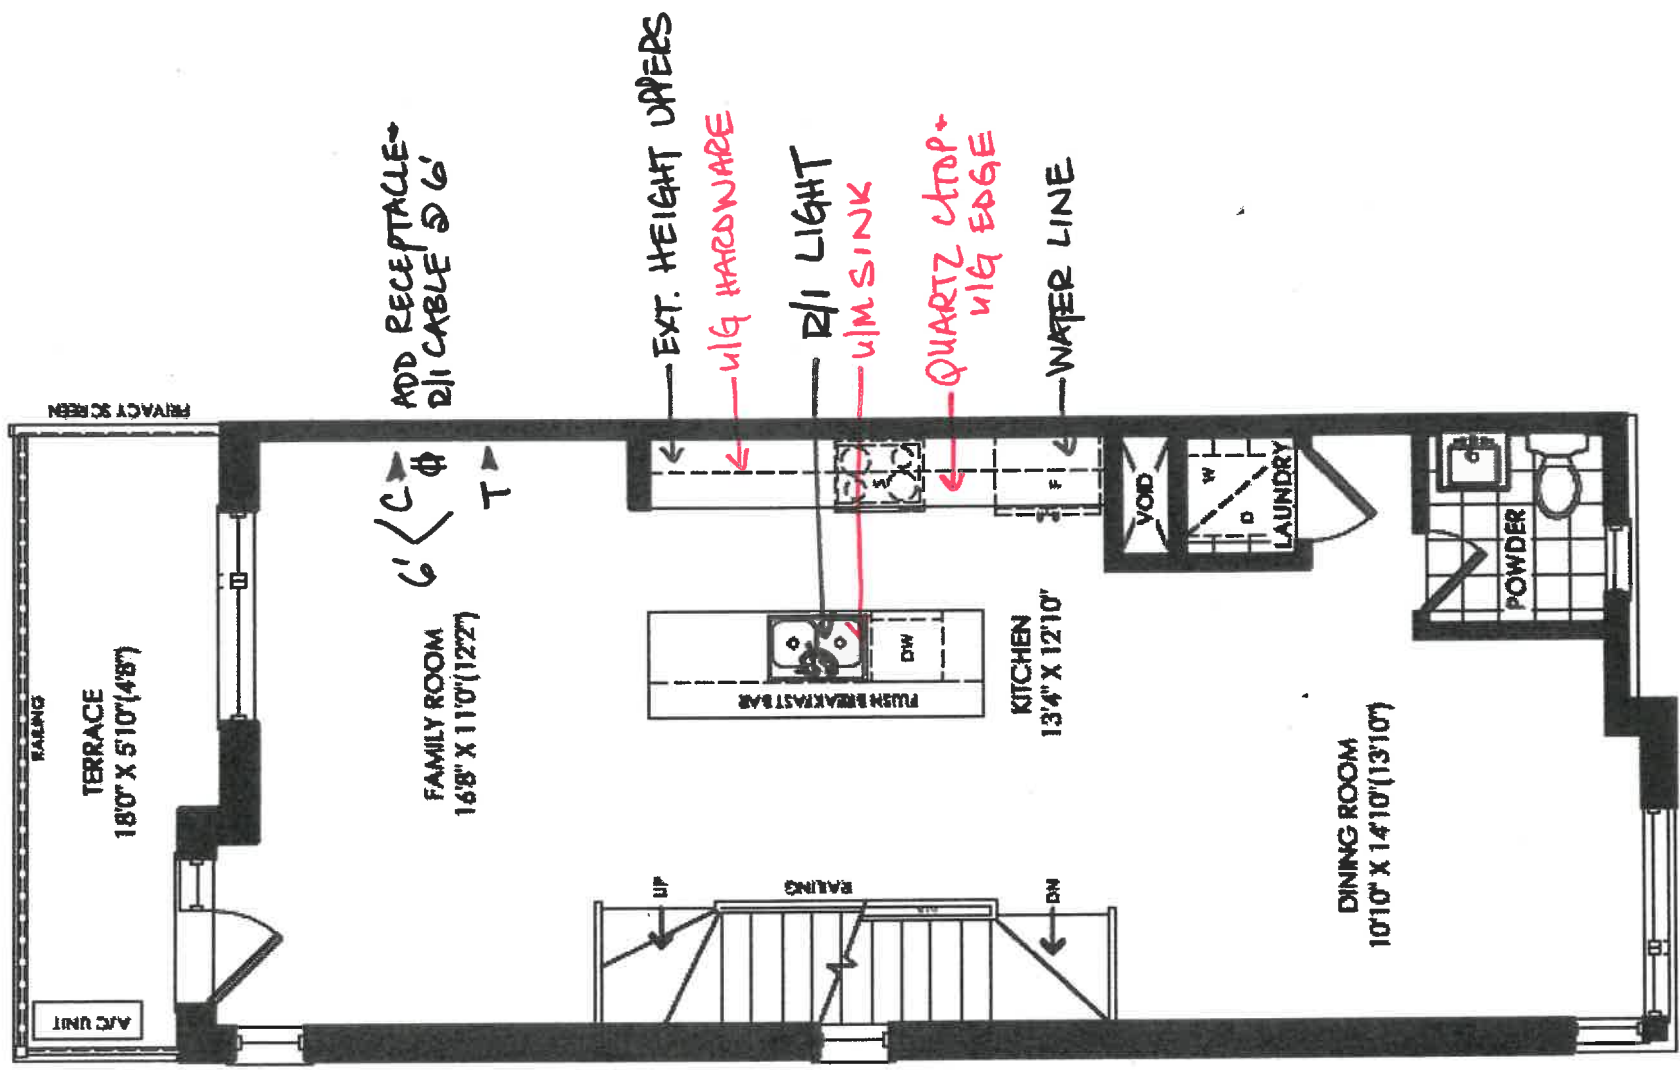 ADD RECEPTACLE+
R/I CABLE @ 6'
EXT. HEIGHT UPPERS
U/G HARDWARE
R/I LIGHT
U/M SINK
QUARTZ CTOP+
U/G EDGE
WATER LINE
PRIVACY SCREEN
RAILING
TERRACE
18'0" X 5'10"(4'8")
A/C UNIT
6'
C
T
FAMILY ROOM
16'8" X 11'0"(12'2")
FLUSH BREAKFAST BAR
DW
F
KITCHEN
13'4" X 12'10"
VOID
W
D
LAUNDRY
POWDER
UP
RAILING
DN
DINING ROOM
10'10" X 14'10"(13'10")